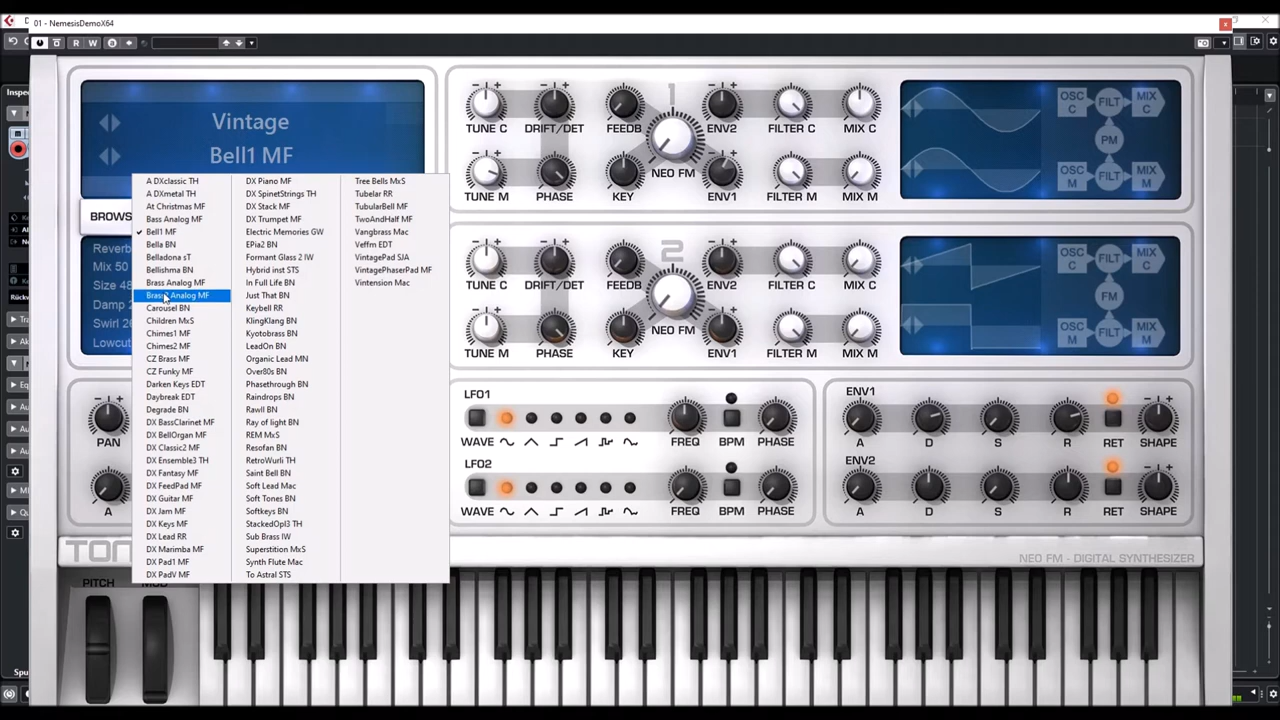 01 - NemesisDemoX64
R W
Inspe
Vintage
Bell1 MF
BROWS
Reverb
Mix 50
Size 48
Damp 2
Swirl 26
Lowcut
A DXclassic TH
A DXmetal TH
At Christmas MF
Bass Analog MF
Bell1 MF
Bella BN
Belladona sT
Bellishma BN
Brass Analog MF
Carousel BN
Children MxS
Chimes1 MF
Chimes2 MF
CZ Brass MF
CZ Funky MF
Darken Keys EDT
Daybreak EDT
Degrade BN
DX BassClarinet MF
DX BellOrgan MF
DX Classic2 MF
DX Ensemble3 TH
DX Fantasy MF
DX FeedPad MF
DX Guitar MF
DX Jam MF
DX Keys MF
DX Lead RR
DX Marimba MF
DX Pad1 MF
DX PadV MF
DX Piano MF
DX SpinetStrings TH
DX Stack MF
DX Trumpet MF
Electric Memories GW
EPia2 BN
Formant Glass 2 IW
Hybrid inst STS
In Full Life BN
Just That BN
Keybell RR
KlingKlang BN
Kyotobrass BN
LeadOn BN
Organic Lead MN
Over80s BN
Phasethrough BN
Raindrops BN
RawII BN
Ray of light BN
REM MxS
Resofan BN
RetroWurli TH
Saint Bell BN
Soft Lead Mac
Soft Tones BN
Softkeys BN
StackedOpl3 TH
Sub Brass IW
Superstition MxS
Synth Flute Mac
To Astral STS
Tree Bells MxS
Tubelar RR
TubularBell MF
TwoAndHalf MF
Vangbrass Mac
Veffm EDT
VintagePad SJA
VintagePhaserPad MF
Vintension Mac
1
TUNE C DRIFT/DET FEEDB ENV2 FILTER C MIX C
NEO FM
TUNE M PHASE KEY ENV1 FILTER M MIX M
OSC C FILT MIX C
PM
OSC M FILT MIX M
2
TUNE C DRIFT/DET FEEDB ENV2 FILTER C MIX C
NEO FM
TUNE M PHASE KEY ENV1 FILTER M MIX M
OSC C FILT MIX C
FM
OSC M FILT MIX M
PAN
A
LFO1
WAVE FREQ BPM PHASE
LFO2
WAVE FREQ BPM PHASE
ENV1
A D S R RET SHAPE
ENV2
A D S R RET SHAPE
NEO FM - DIGITAL SYNTHESIZER
PITCH